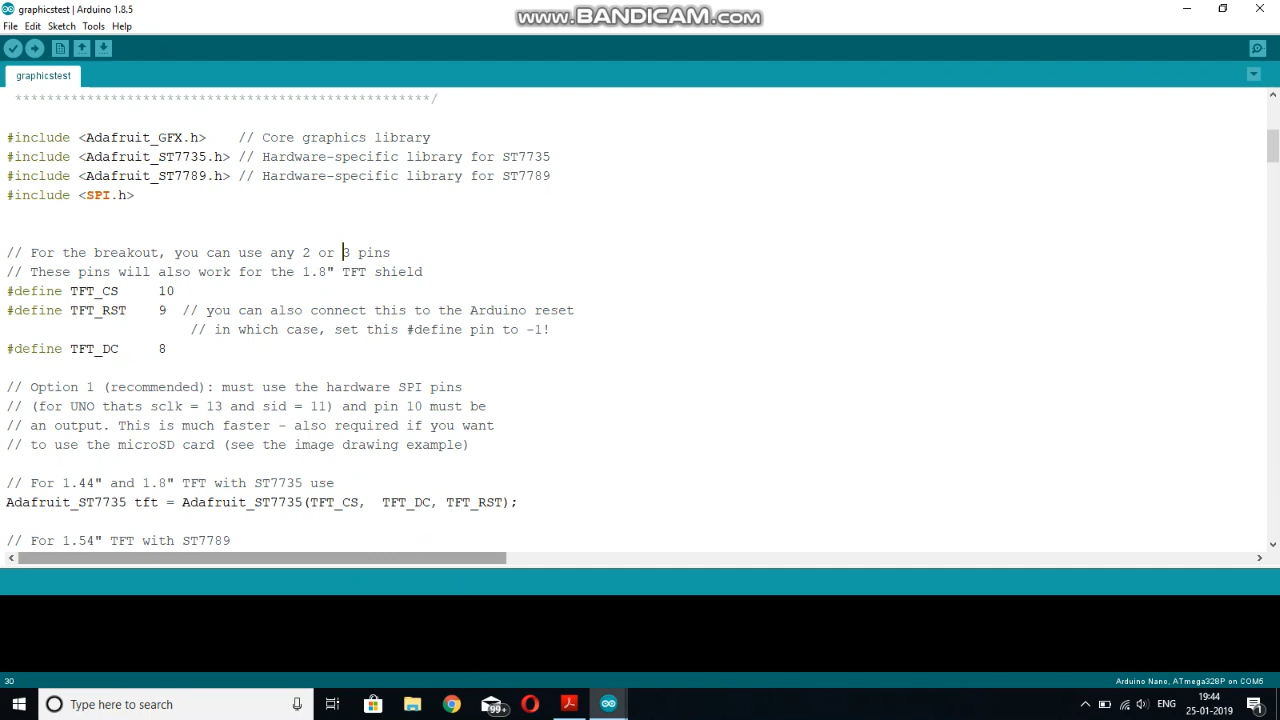 graphicstest | Arduino 1.8.5
www.BANDICAM.com
File Edit Sketch Tools Help
graphicstest
****************************************************/
#include <Adafruit_GFX.h>    // Core graphics library
#include <Adafruit_ST7735.h> // Hardware-specific library for ST7735
#include <Adafruit_ST7789.h> // Hardware-specific library for ST7789
#include <SPI.h>
// For the breakout, you can use any 2 or 3 pins
// These pins will also work for the 1.8" TFT shield
#define TFT_CS     10
#define TFT_RST    9  // you can also connect this to the Arduino reset
// in which case, set this #define pin to -1!
#define TFT_DC     8
// Option 1 (recommended): must use the hardware SPI pins
// (for UNO thats sclk = 13 and sid = 11) and pin 10 must be
// an output. This is much faster - also required if you want
// to use the microSD card (see the image drawing example)
// For 1.44" and 1.8" TFT with ST7735 use
Adafruit_ST7735 tft = Adafruit_ST7735(TFT_CS,  TFT_DC, TFT_RST);
// For 1.54" TFT with ST7789
30
Arduino Nano, ATmega328P on COM5
Type here to search
99+
ENG
19:44
25-01-2019
1